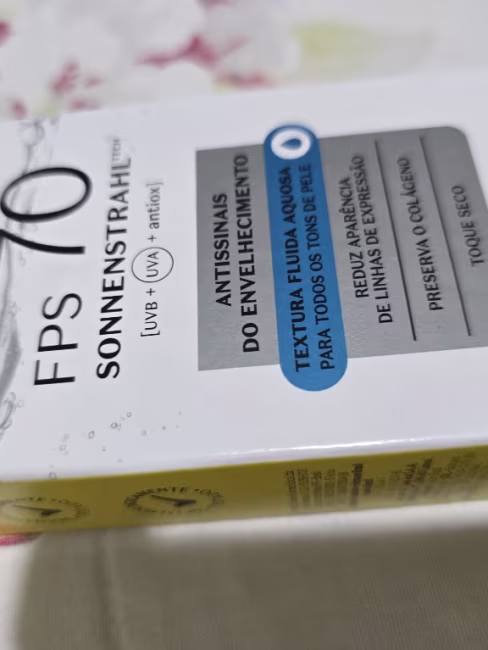 FPS 70
SONNENSTRAHL TECH
[UVB + UVA + antiox]
ANTISSINAIS
DO ENVELHECIMENTO
TEXTURA FLUIDA AQUOSA
PARA TODOS OS TONS DE PELE
REDUZ APARÊNCIA
DE LINHAS DE EXPRESSÃO
PRESERVA O COLÁGENO
TOQUE SECO